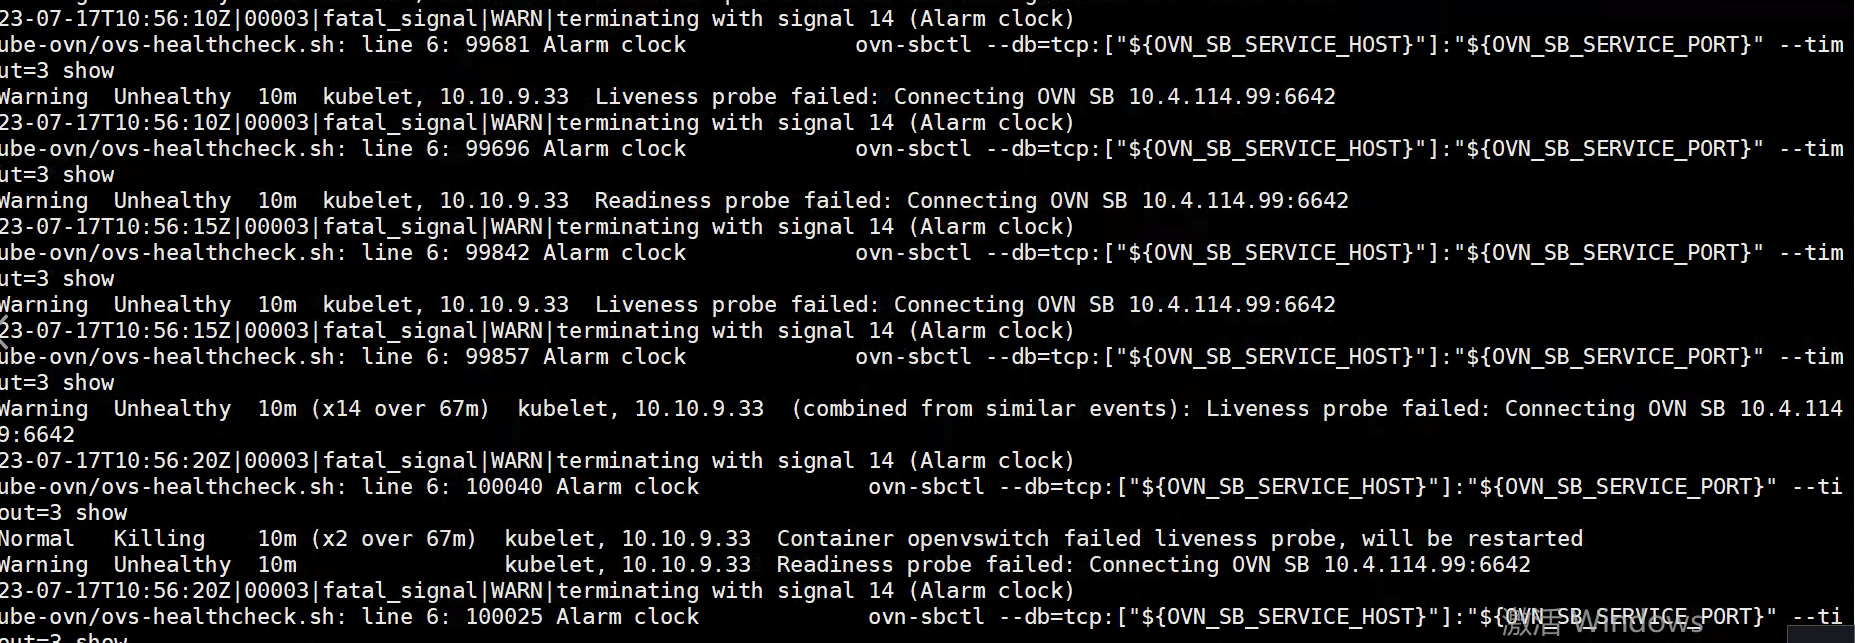 23-07-17T10:56:10Z|00003|fatal_signal|WARN|terminating with signal 14 (Alarm clock)
ube-ovn/ovs-healthcheck.sh: line 6: 99681 Alarm clock             ovn-sbctl --db=tcp:["${OVN_SB_SERVICE_HOST}"]:"${OVN_SB_SERVICE_PORT}" --tim
ut=3 show
Warning  Unhealthy  10m  kubelet, 10.10.9.33  Liveness probe failed: Connecting OVN SB 10.4.114.99:6642
23-07-17T10:56:10Z|00003|fatal_signal|WARN|terminating with signal 14 (Alarm clock)
ube-ovn/ovs-healthcheck.sh: line 6: 99696 Alarm clock             ovn-sbctl --db=tcp:["${OVN_SB_SERVICE_HOST}"]:"${OVN_SB_SERVICE_PORT}" --tim
ut=3 show
Warning  Unhealthy  10m  kubelet, 10.10.9.33  Readiness probe failed: Connecting OVN SB 10.4.114.99:6642
23-07-17T10:56:15Z|00003|fatal_signal|WARN|terminating with signal 14 (Alarm clock)
ube-ovn/ovs-healthcheck.sh: line 6: 99842 Alarm clock             ovn-sbctl --db=tcp:["${OVN_SB_SERVICE_HOST}"]:"${OVN_SB_SERVICE_PORT}" --tim
ut=3 show
Warning  Unhealthy  10m  kubelet, 10.10.9.33  Liveness probe failed: Connecting OVN SB 10.4.114.99:6642
23-07-17T10:56:15Z|00003|fatal_signal|WARN|terminating with signal 14 (Alarm clock)
ube-ovn/ovs-healthcheck.sh: line 6: 99857 Alarm clock             ovn-sbctl --db=tcp:["${OVN_SB_SERVICE_HOST}"]:"${OVN_SB_SERVICE_PORT}" --tim
ut=3 show
Warning  Unhealthy  10m (x14 over 67m)  kubelet, 10.10.9.33  (combined from similar events): Liveness probe failed: Connecting OVN SB 10.4.114
9:6642
23-07-17T10:56:20Z|00003|fatal_signal|WARN|terminating with signal 14 (Alarm clock)
ube-ovn/ovs-healthcheck.sh: line 6: 100040 Alarm clock             ovn-sbctl --db=tcp:["${OVN_SB_SERVICE_HOST}"]:"${OVN_SB_SERVICE_PORT}" --ti
out=3 show
Normal   Killing    10m (x2 over 67m)  kubelet, 10.10.9.33  Container openvswitch failed liveness probe, will be restarted
Warning  Unhealthy  10m                kubelet, 10.10.9.33  Readiness probe failed: Connecting OVN SB 10.4.114.99:6642
23-07-17T10:56:20Z|00003|fatal_signal|WARN|terminating with signal 14 (Alarm clock)
ube-ovn/ovs-healthcheck.sh: line 6: 100025 Alarm clock             ovn-sbctl --db=tcp:["${OVN_SB_SERVICE_HOST}"]:"${OVN_SB_SERVICE_PORT}" --ti
out=3 show
激活 Windows